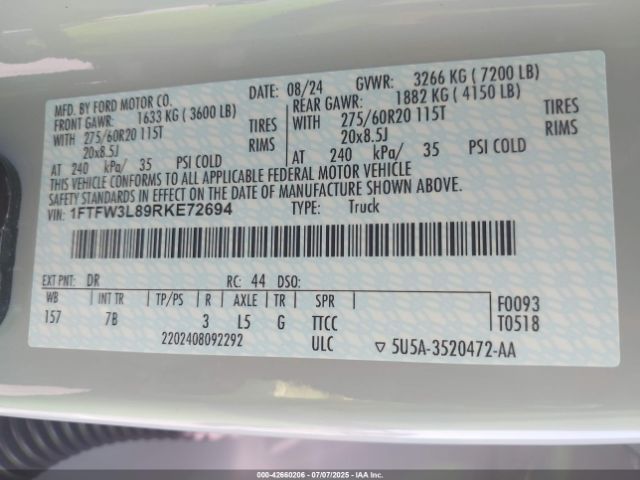 MFD. BY FORD MOTOR CO.
DATE: 08/24 GVWR: 3266 KG (7200 LB)
FRONT GAWR: 1633 KG (3600 LB)
REAR GAWR: 1882 KG (4150 LB)
WITH 275/60R20 115T TIRES
20x8.5J RIMS
WITH 275/60R20 115T TIRES
20x8.5J RIMS
AT 240 kPa/ 35 PSI COLD
AT 240 kPa/ 35 PSI COLD
THIS VEHICLE CONFORMS TO ALL APPLICABLE FEDERAL MOTOR VEHICLE
SAFETY STANDARDS IN EFFECT ON THE DATE OF MANUFACTURE SHOWN ABOVE.
VIN: 1FTFW3L89RKE72694 TYPE: Truck
EXT PNT: DR RC: 44 DSO:
WB INT TR TP/PS R AXLE TR SPR F0093
157 7B 3 L5 G TTCC T0518
2202408092292 ULC ▽ 5U5A-3520472-AA
000-42660206 - 07/07/2025 - IAAI.COM